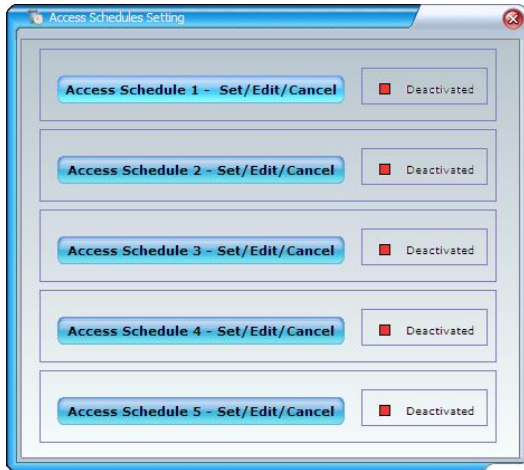 Access Schedules Setting
Access Schedule 1 - Set/Edit/Cancel
Deactivated
Access Schedule 2 - Set/Edit/Cancel
Deactivated
Access Schedule 3 - Set/Edit/Cancel
Deactivated
Access Schedule 4 - Set/Edit/Cancel
Deactivated
Access Schedule 5 - Set/Edit/Cancel
Deactivated